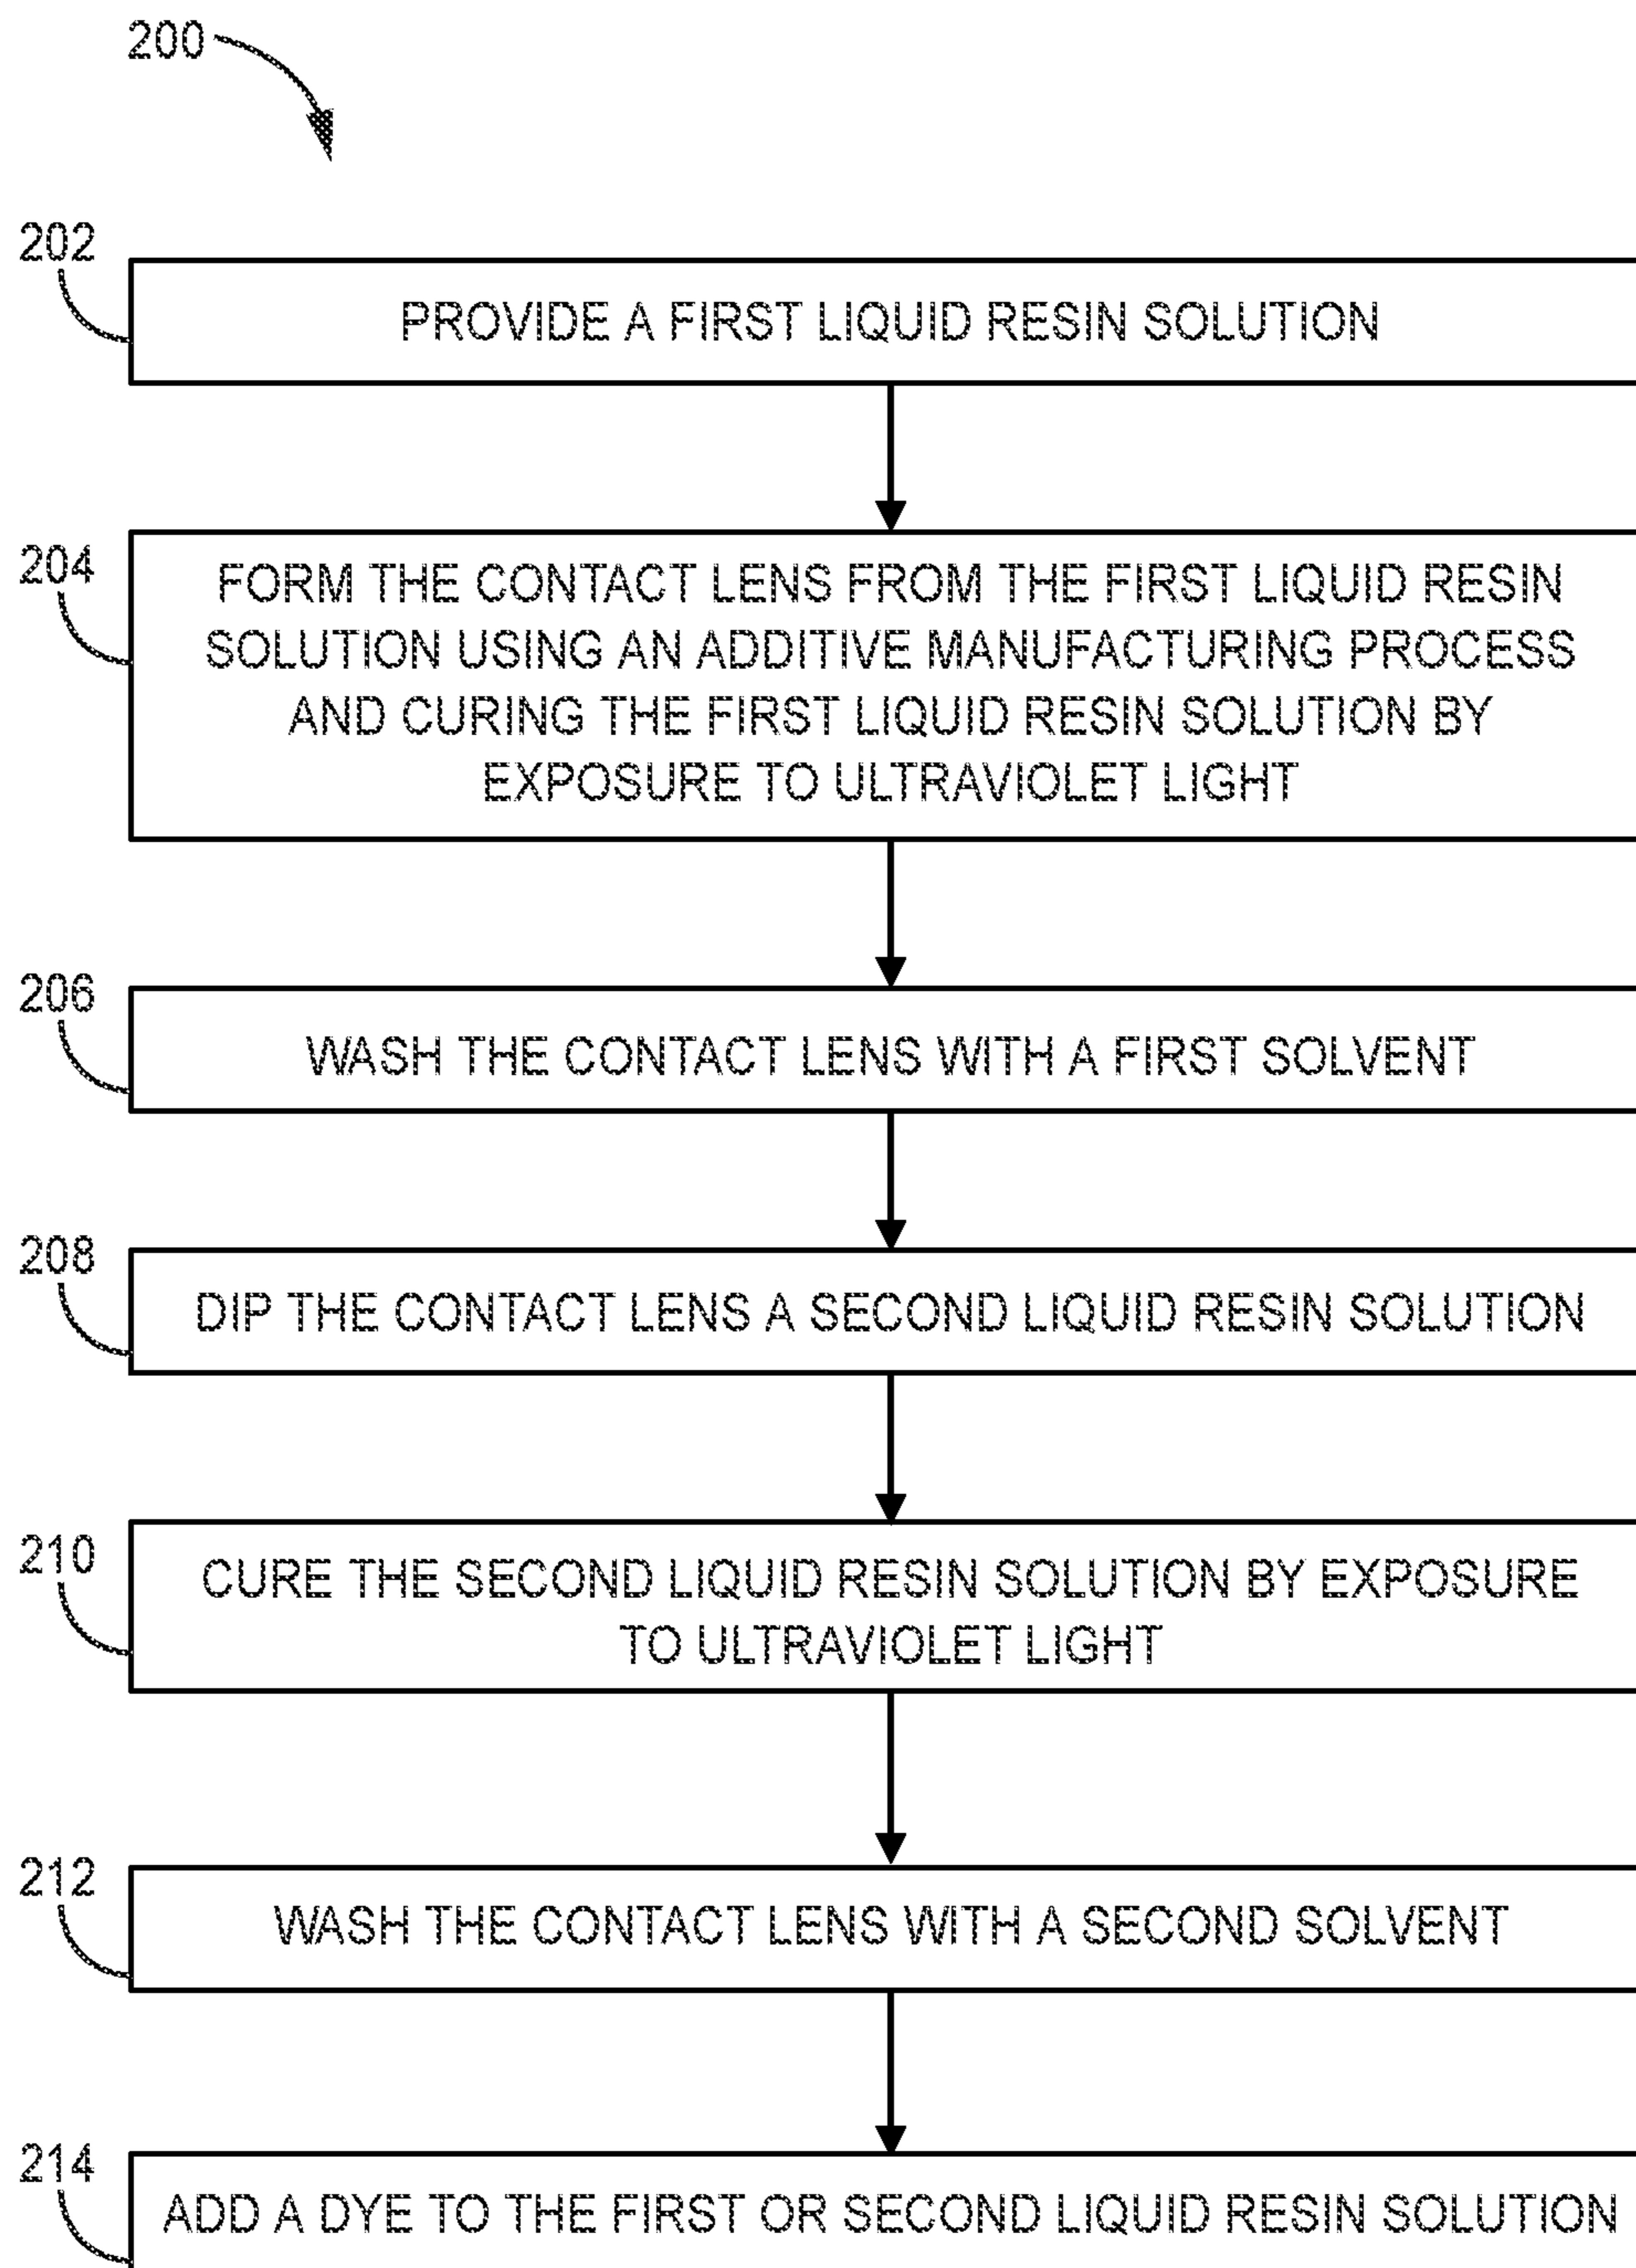 200
202
PROVIDE A FIRST LIQUID RESIN SOLUTION
204
FORM THE CONTACT LENS FROM THE FIRST LIQUID RESIN
SOLUTION USING AN ADDITIVE MANUFACTURING PROCESS
AND CURING THE FIRST LIQUID RESIN SOLUTION BY
EXPOSURE TO ULTRAVIOLET LIGHT
206
WASH THE CONTACT LENS WITH A FIRST SOLVENT
208
DIP THE CONTACT LENS A SECOND LIQUID RESIN SOLUTION
210
CURE THE SECOND LIQUID RESIN SOLUTION BY EXPOSURE
TO ULTRAVIOLET LIGHT
212
WASH THE CONTACT LENS WITH A SECOND SOLVENT
214
ADD A DYE TO THE FIRST OR SECOND LIQUID RESIN SOLUTION